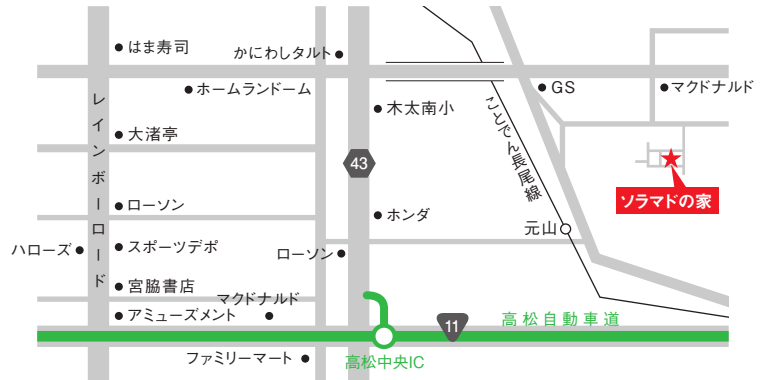 はま寿司
かにわしタルト
ホームランドーム
GS
マクドナルド
レインボーロード
木太南小
ことでん長尾線
大渚亭
43
ソラマドの家
ローソン
ホンダ
元山
ハローズ
スポーツデポ
ローソン
宮脇書店
マクドナルド
アミューズメント
11
高松自動車道
ファミリーマート
高松中央IC